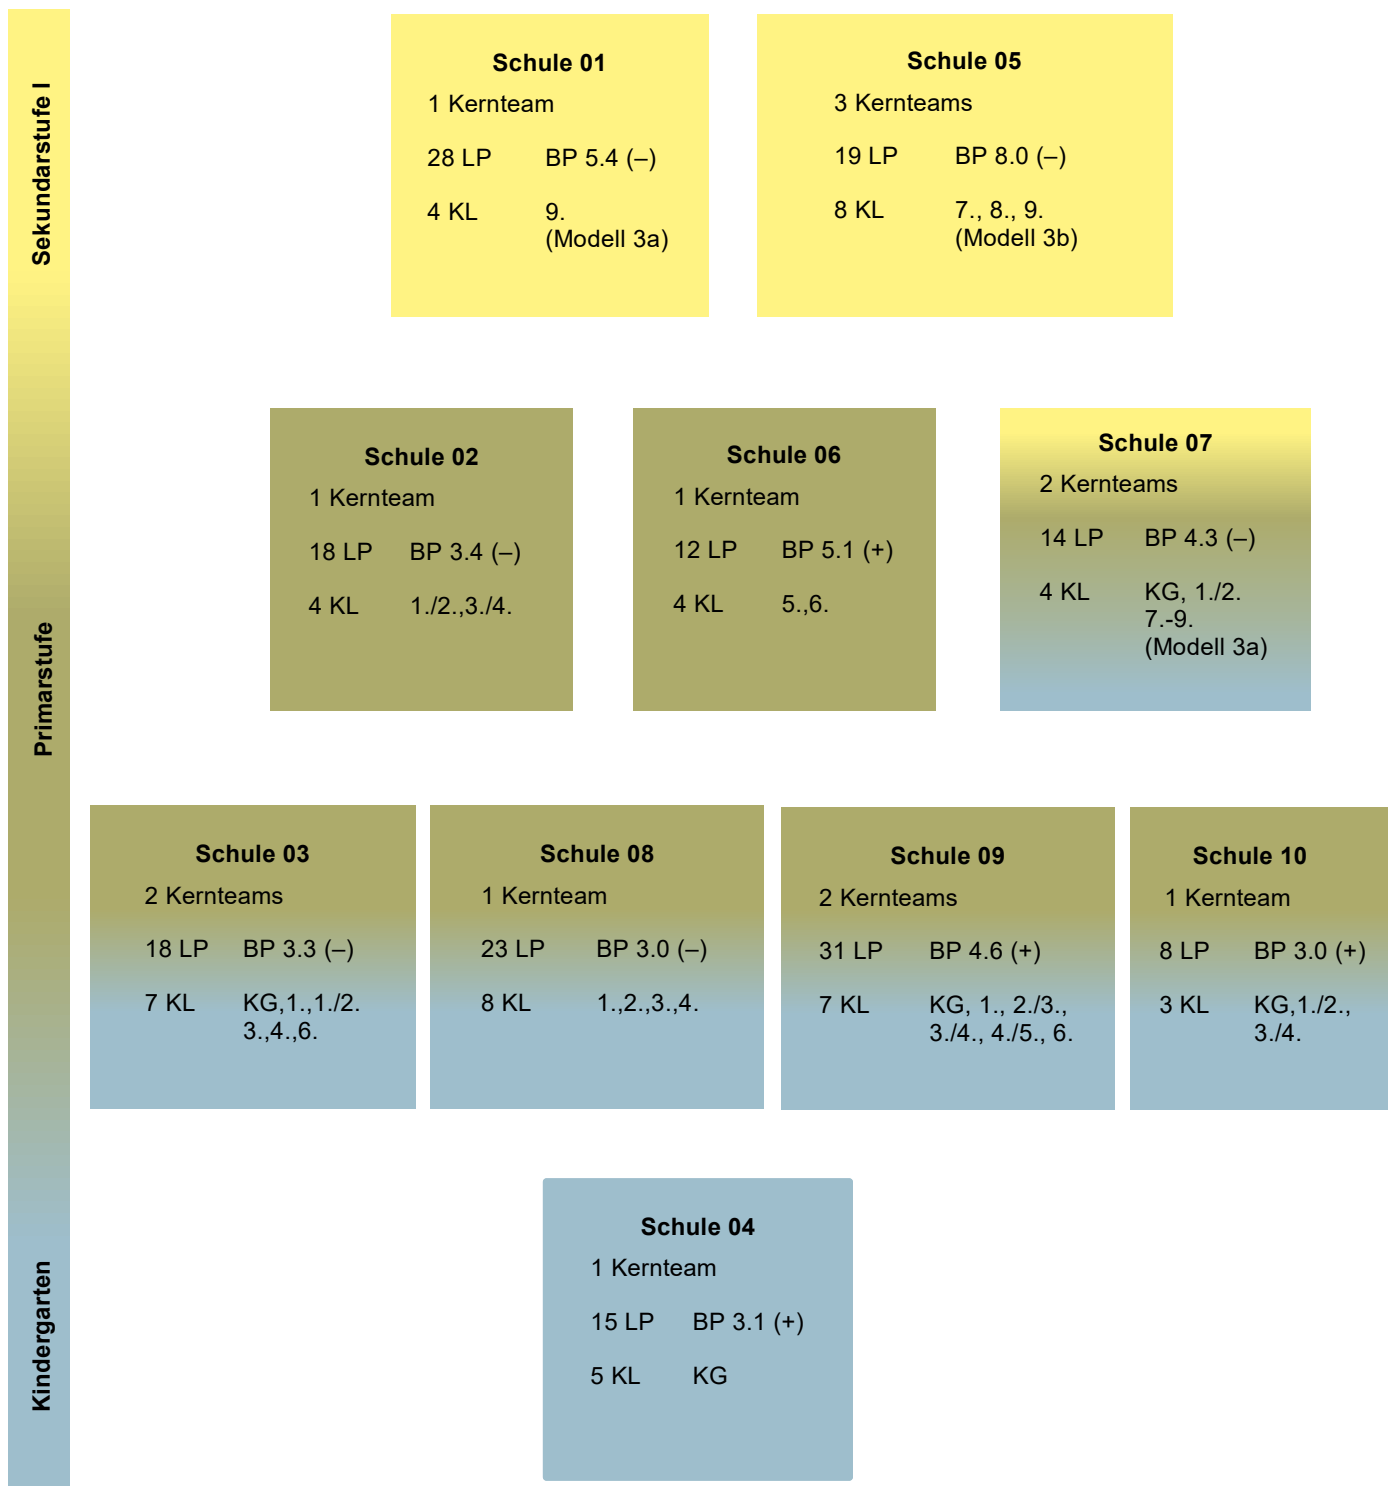 Sekundarstufe I
Primarstufe
Kindergarten
Schule 01
1 Kernteam
28 LP BP 5.4 (–)
4 KL 9.
(Modell 3a)
Schule 05
3 Kernteams
19 LP BP 8.0 (–)
8 KL 7., 8., 9.
(Modell 3b)
Schule 02
1 Kernteam
18 LP BP 3.4 (–)
4 KL 1./2.,3./4.
Schule 06
1 Kernteam
12 LP BP 5.1 (+)
4 KL 5.,6.
Schule 07
2 Kernteams
14 LP BP 4.3 (–)
4 KL KG, 1./2.
7.-9.
(Modell 3a)
Schule 03
2 Kernteams
18 LP BP 3.3 (–)
7 KL KG,1.,1./2.
3.,4.,6.
Schule 08
1 Kernteam
23 LP BP 3.0 (–)
8 KL 1.,2.,3.,4.
Schule 09
2 Kernteams
31 LP BP 4.6 (+)
7 KL KG, 1., 2./3.,
3./4., 4./5., 6.
Schule 10
1 Kernteam
8 LP BP 3.0 (+)
3 KL KG,1./2.,
3./4.
Schule 04
1 Kernteam
15 LP BP 3.1 (+)
5 KL KG